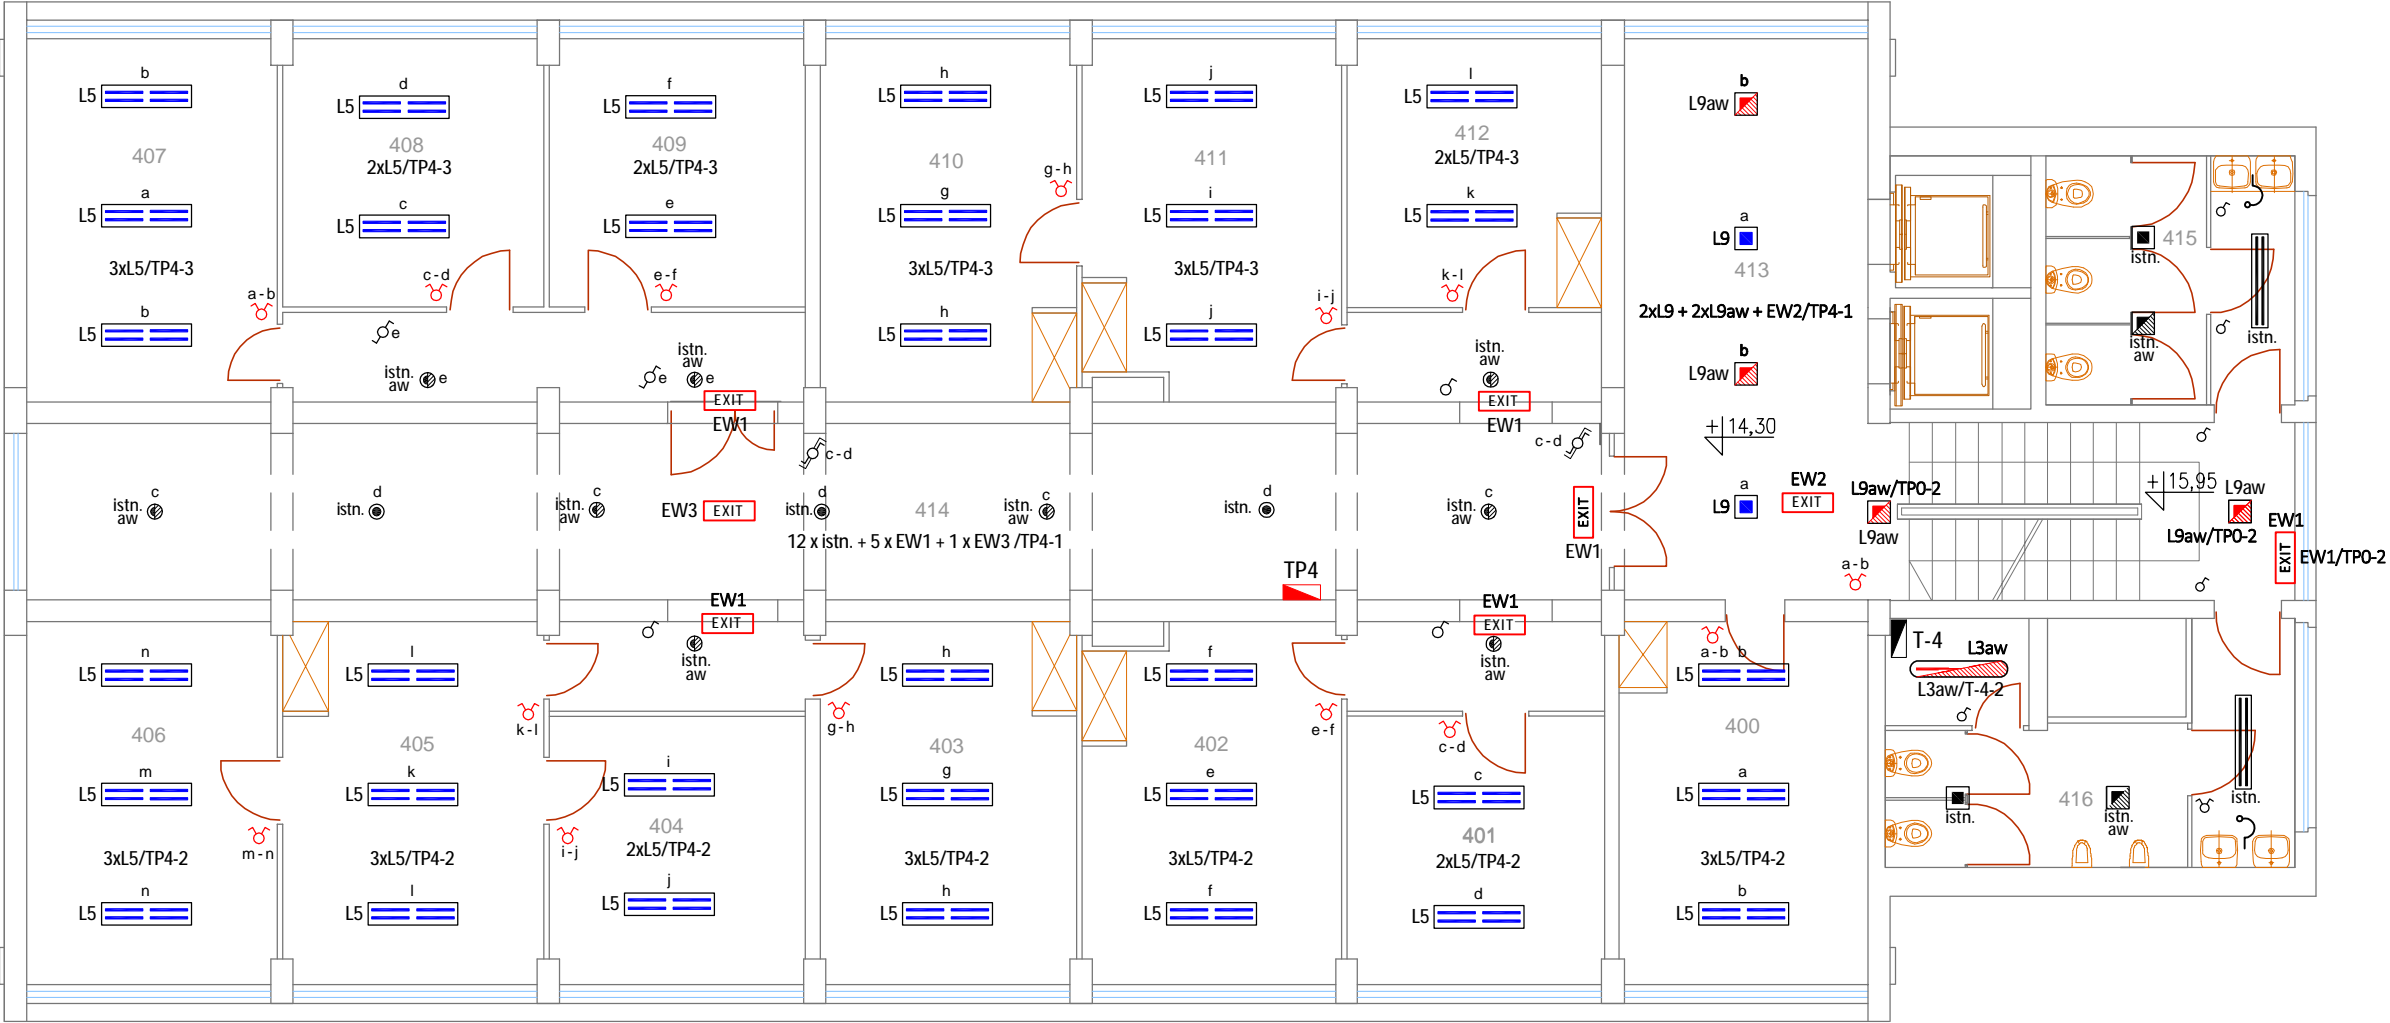 b
L5
407
a
L5
3xL5/TP4-3
a-b
b
L5
d
L5
408
2xL5/TP4-3
c
L5
c-d
e
istn.
aw
e
f
L5
409
2xL5/TP4-3
e
L5
e-f
e
istn.
aw
e
EXIT
EW1
h
L5
410
g
L5
3xL5/TP4-3
h
L5
g-h
j
L5
411
i
L5
3xL5/TP4-3
i-j
j
L5
l
L5
412
2xL5/TP4-3
k
L5
k-l
istn.
aw
EXIT
EW1
b
L9aw
a
L9
413
2xL9 + 2xL9aw + EW2/TP4-1
b
L9aw
+14,30
a
L9
EW2
EXIT
a-b
415
istn.
istn.
aw
istn.
L9aw/TP0-2
L9aw
+15,95
L9aw
L9aw/TP0-2
EW1
EXIT
EW1/TP0-2
c
istn.
aw
d
istn.
c
istn.
aw
EW3
EXIT
c-d
d
istn.
414
c
istn.
aw
12 x istn. + 5 x EW1 + 1 x EW3 /TP4-1
d
istn.
TP4
c
istn.
aw
c-d
EXIT
EW1
n
L5
406
m
L5
m-n
3xL5/TP4-2
n
L5
l
L5
405
k
L5
k-l
3xL5/TP4-2
l
L5
EW1
EXIT
istn.
aw
i
L5
404
2xL5/TP4-2
i-j
j
L5
h
L5
g-h
403
g
L5
3xL5/TP4-2
h
L5
f
L5
e-f
402
e
L5
3xL5/TP4-2
f
L5
EW1
EXIT
istn.
aw
c-d
c
L5
401
2xL5/TP4-2
d
L5
a-b
b
L5
400
a
L5
3xL5/TP4-2
b
L5
T-4
L3aw
L3aw/T-4-2
416
istn.
istn.
aw
istn.